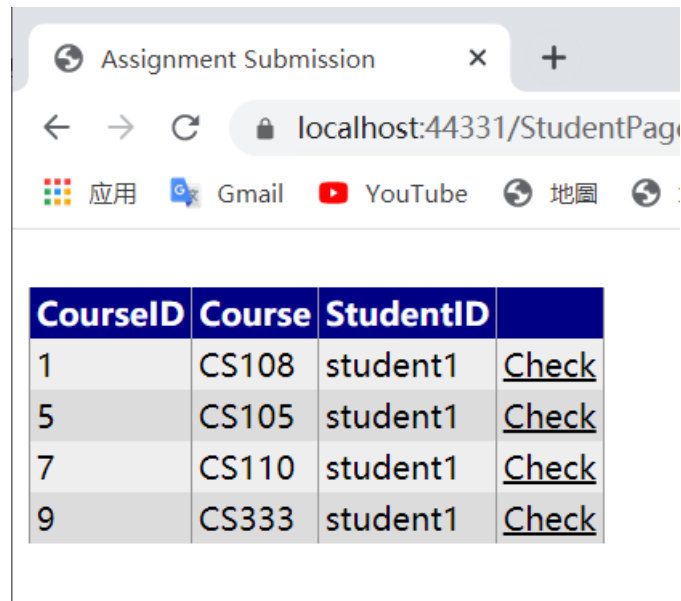 Assignment Submission
localhost:44331/StudentPage
应用 Gmail YouTube 地圖
CourseID Course StudentID
1 CS108 student1 Check
5 CS105 student1 Check
7 CS110 student1 Check
9 CS333 student1 Check